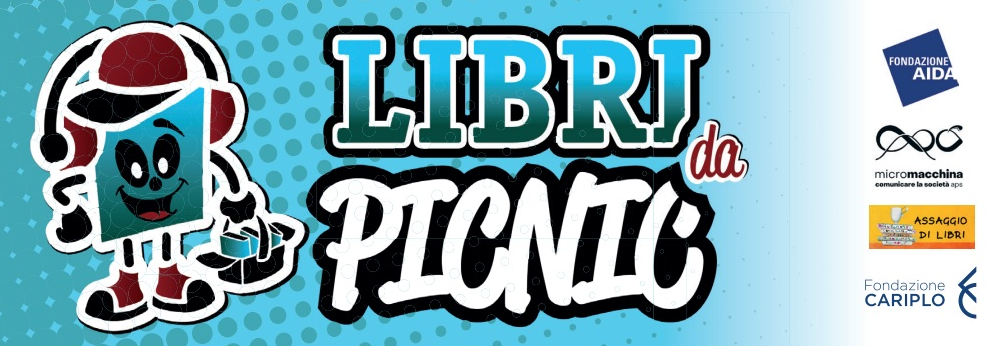 LIBRI
da
PICNIC
FONDAZIONE
AIDA
micromacchina
comunicare la società aps
ASSAGGIO
DI LIBRI
Fondazione
CARIPLO